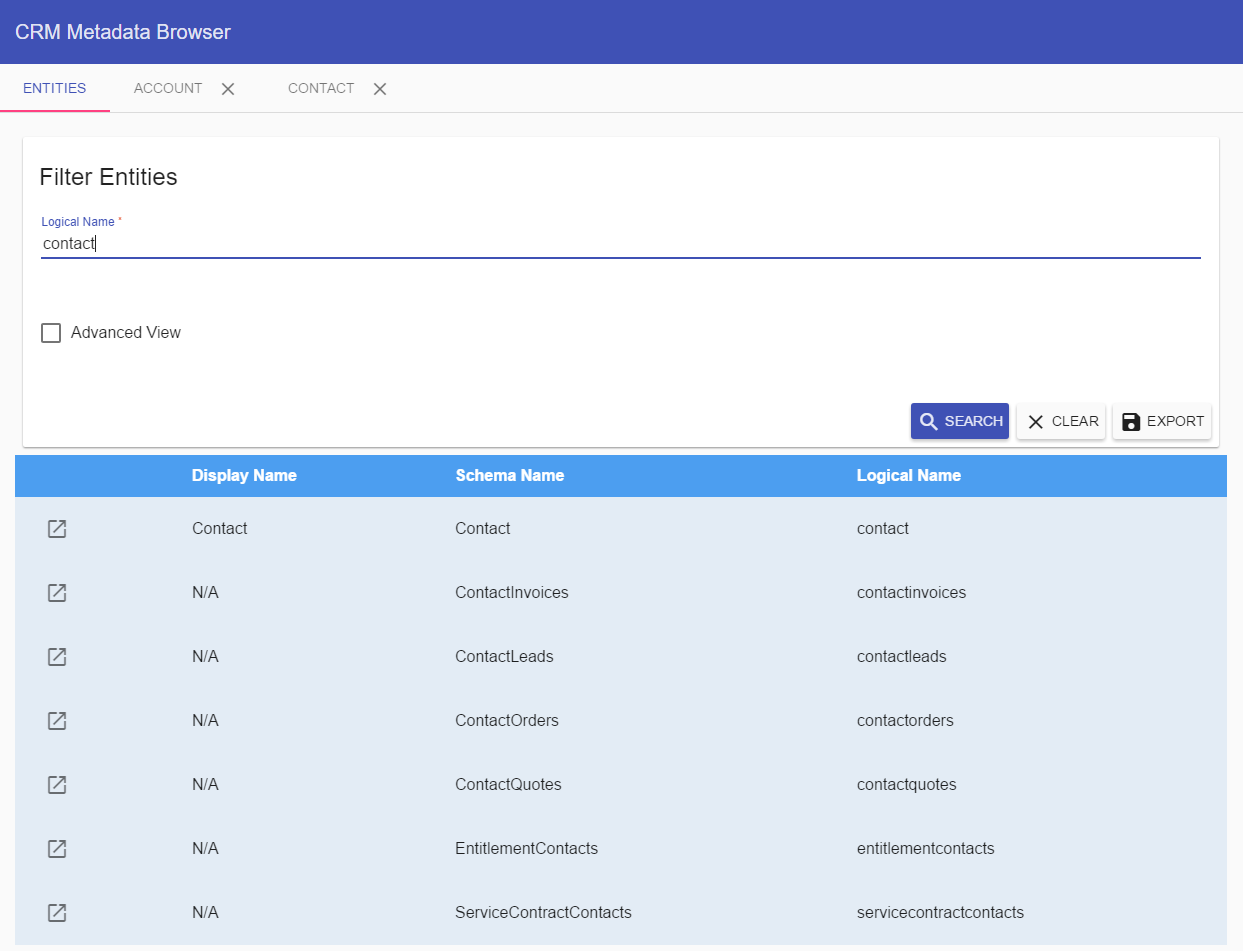 CRM Metadata Browser
ENTITIES ACCOUNT CONTACT
Filter Entities
Logical Name *
contact
Advanced View
SEARCH CLEAR EXPORT
Display Name Schema Name Logical Name
Contact Contact contact
N/A ContactInvoices contactinvoices
N/A ContactLeads contactleads
N/A ContactOrders contactorders
N/A ContactQuotes contactquotes
N/A EntitlementContacts entitlementcontacts
N/A ServiceContractContacts servicecontractcontacts